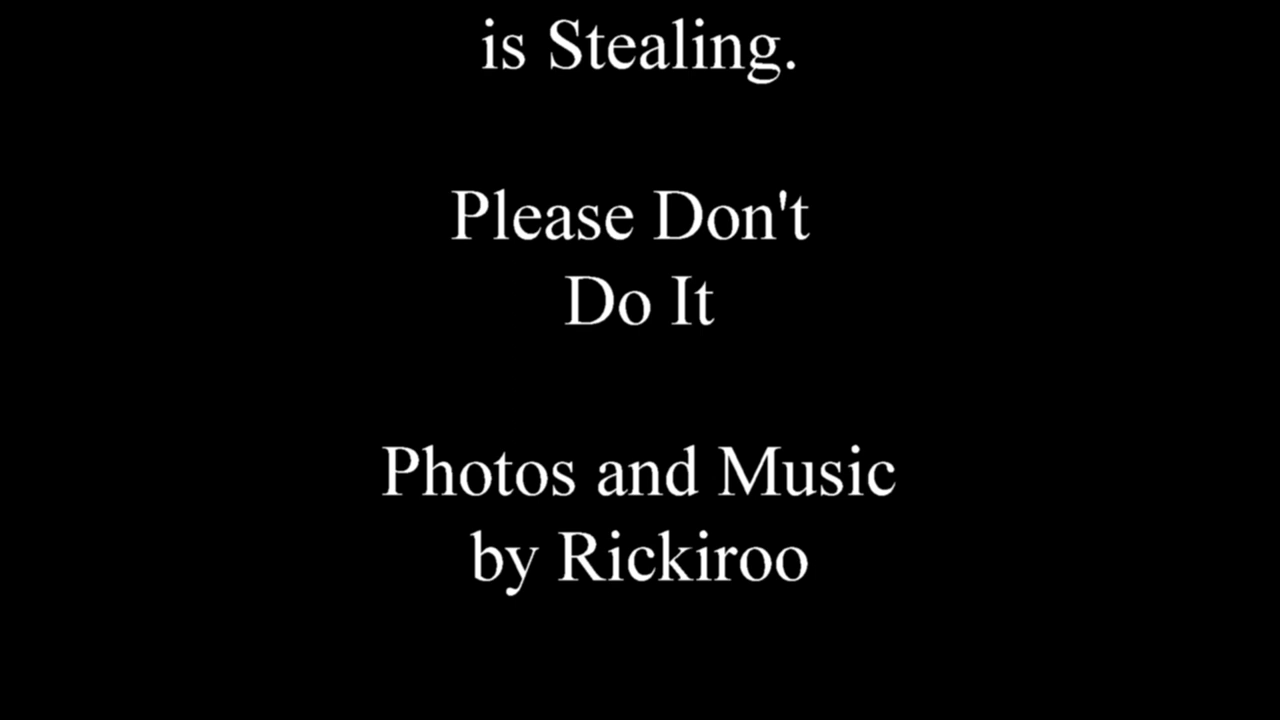 is Stealing.
Please Don't
Do It
Photos and Music
by Rickiroo